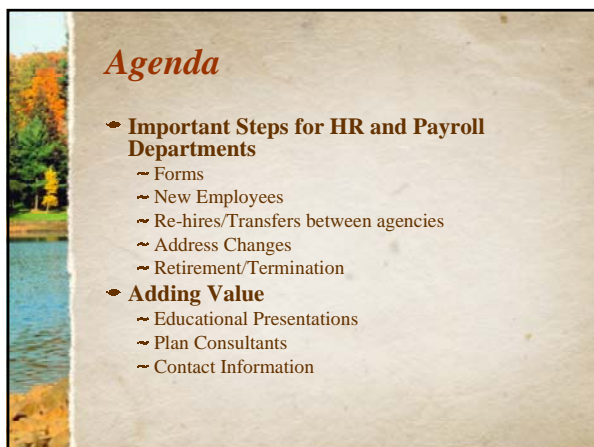 Agenda
Important Steps for HR and Payroll
Departments
Forms
New Employees
Re-hires/Transfers between agencies
Address Changes
Retirement/Termination
Adding Value
Educational Presentations
Plan Consultants
Contact Information